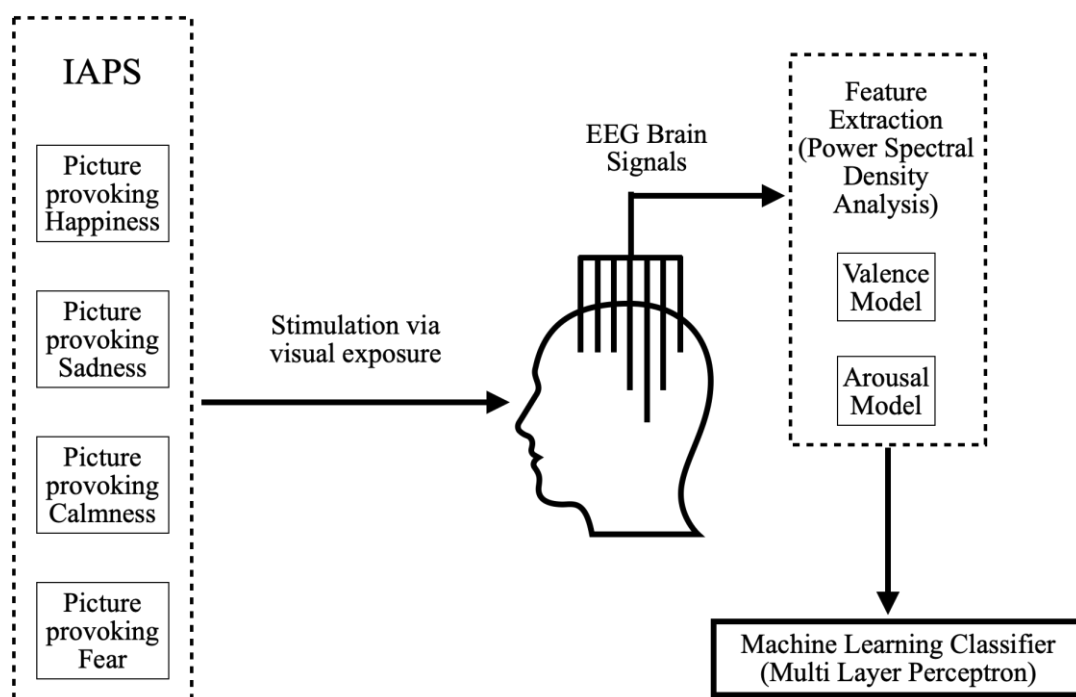 IAPS
Picture
provoking
Happiness
Picture
provoking
Sadness
Picture
provoking
Calmness
Picture
provoking
Fear
Stimulation via
visual exposure
EEG Brain
Signals
Feature
Extraction
(Power Spectral
Density
Analysis)
Valence
Model
Arousal
Model
Machine Learning Classifier
(Multi Layer Perceptron)